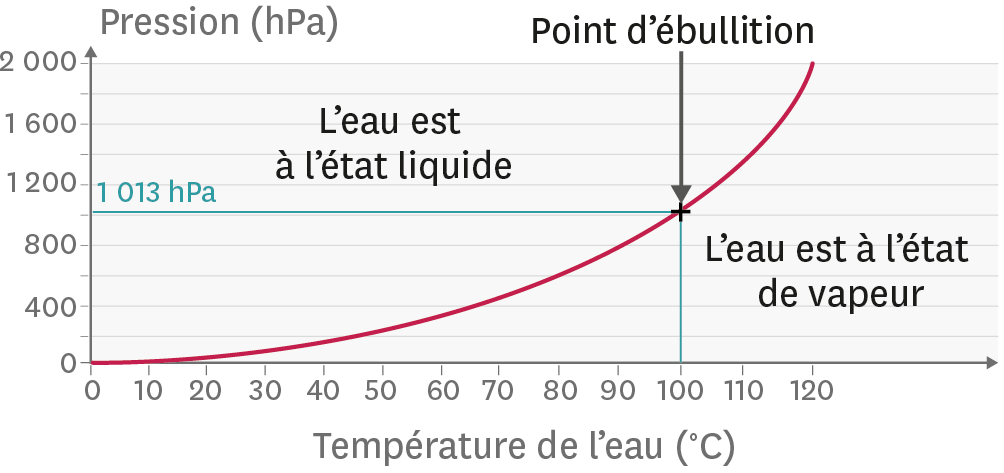 Pression (hPa)
Point d’ébullition
2 000
1 600
1 200
800
400
0
L’eau est
à l’état liquide
1 013 hPa
L’eau est à l’état
de vapeur
0 10 20 30 40 50 60 70 80 90 100 110 120
Température de l’eau (°C)